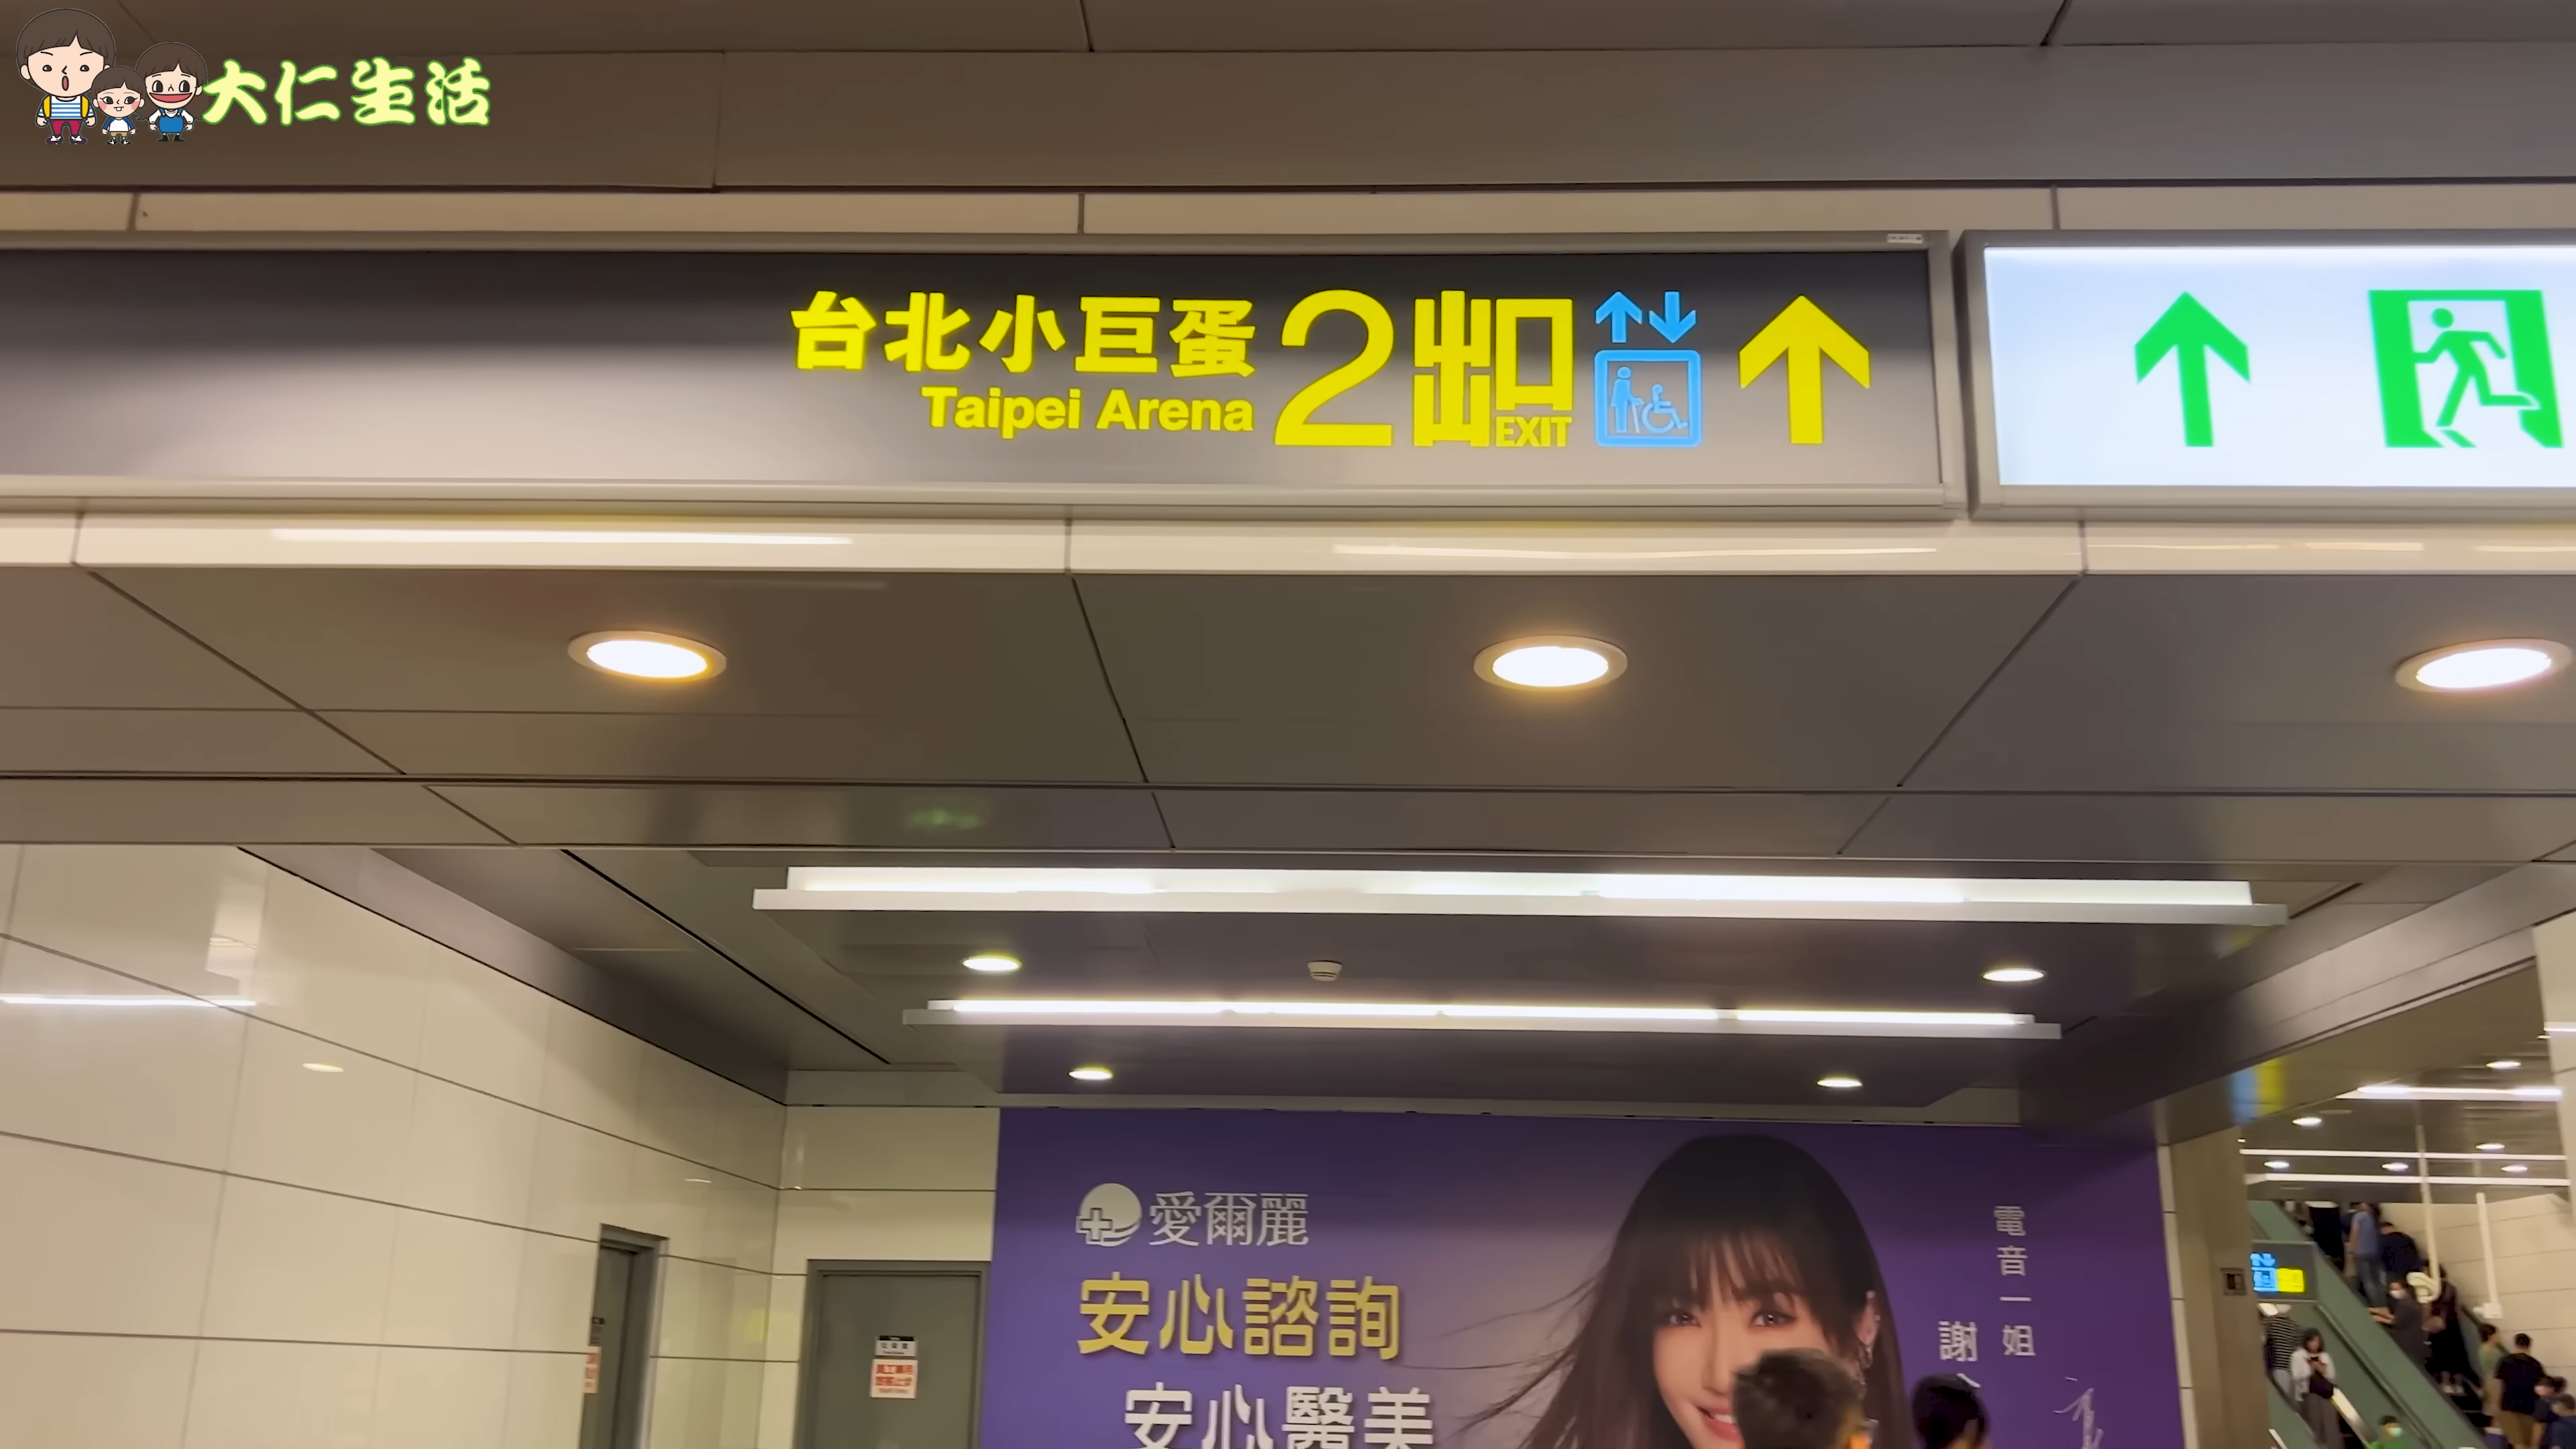 大仁生活
台北小巨蛋
Taipei Arena
2 出口
EXIT
愛爾麗
安心諮詢
安心醫美
電音一姐
謝